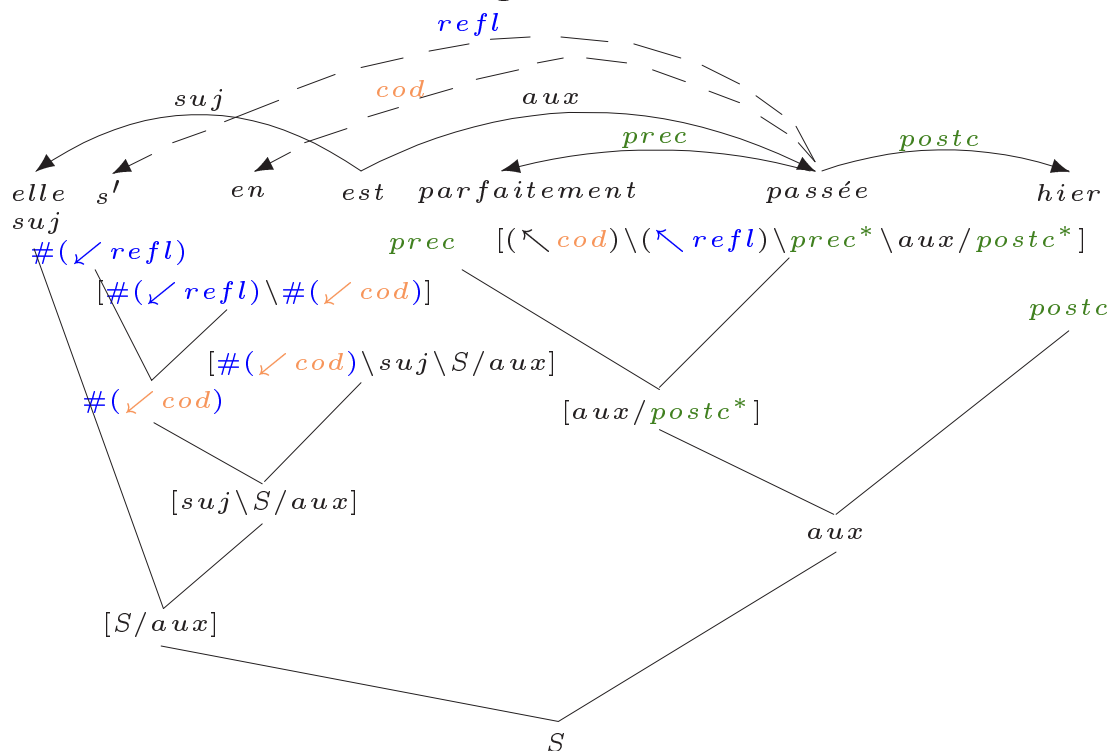 refl
cod
suj aux
prec postc
elle s' en est parfaitement passée hier
suj
prec [(↖ cod)\(↖ refl)\prec*\aux/postc*]
#(↙ refl)
[#(↙ refl)\#(↙ cod)]
postc
[#(↙ cod)\suj\S/aux]
#(↙ cod)
[aux/postc*]
[suj\S/aux]
aux
[S/aux]
S